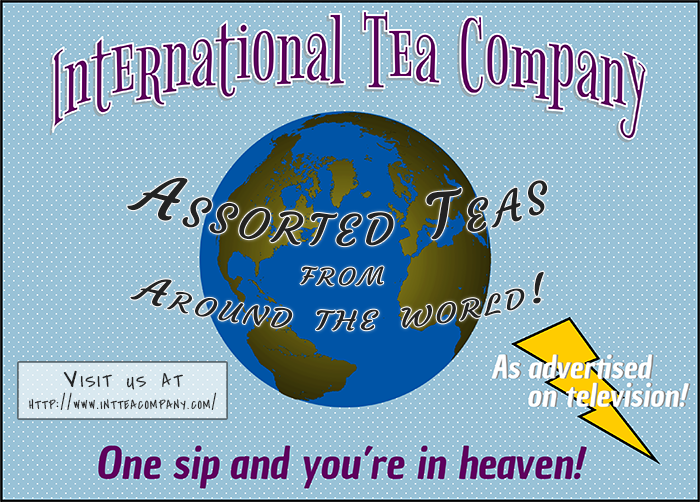 International Tea Company
Assorted Teas
from
Around the world!
As advertised
on television!
Visit us at
http://www.intteacompany.com/
One sip and you're in heaven!